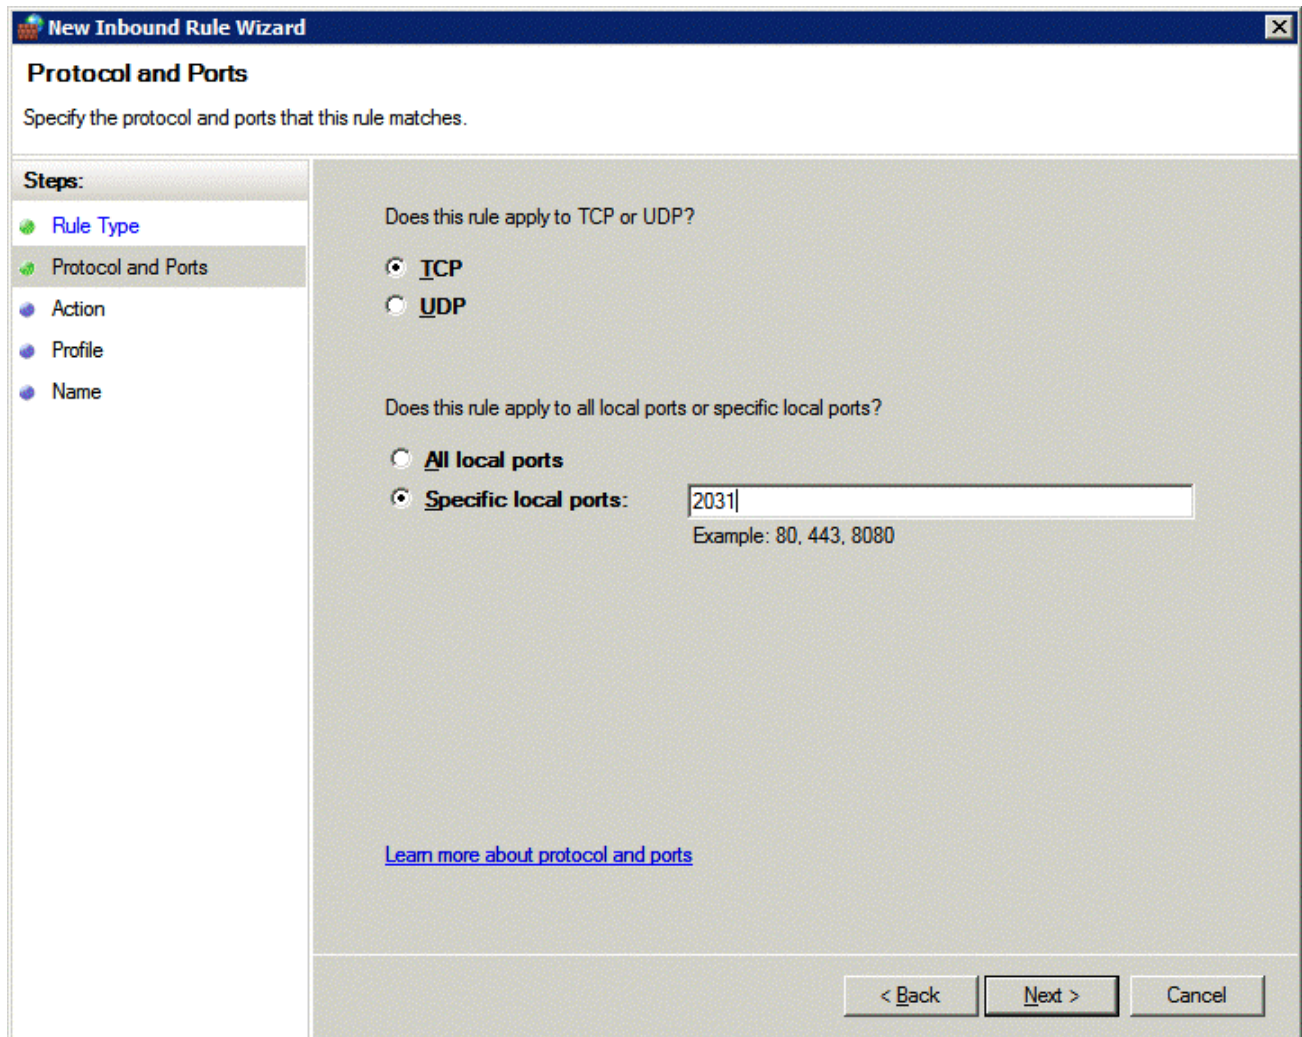 New Inbound Rule Wizard
Protocol and Ports
Specify the protocol and ports that this rule matches.
Steps:
Rule Type
Protocol and Ports
Action
Profile
Name
Does this rule apply to TCP or UDP?
TCP
UDP
Does this rule apply to all local ports or specific local ports?
All local ports
Specific local ports: 2031
Example: 80, 443, 8080
Learn more about protocol and ports
< Back Next > Cancel